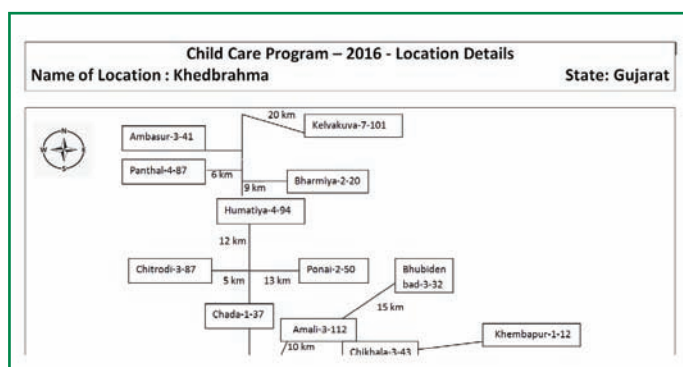 Child Care Program – 2016 - Location Details
Name of Location : Khedbrahma State: Gujarat
N
W
S
20 km
Kelvakuva-7-101
Ambasur-3-41
Panthal-4-87
6 km
9 km
Bharmiya-2-20
Humatiya-4-94
12 km
Chitrodi-3-87
5 km
13 km
Ponai-2-50
Bhubiden
bad-3-32
15 km
Chada-1-37
Amali-3-112
10 km
Chikhala-3-43
Khembapur-1-12